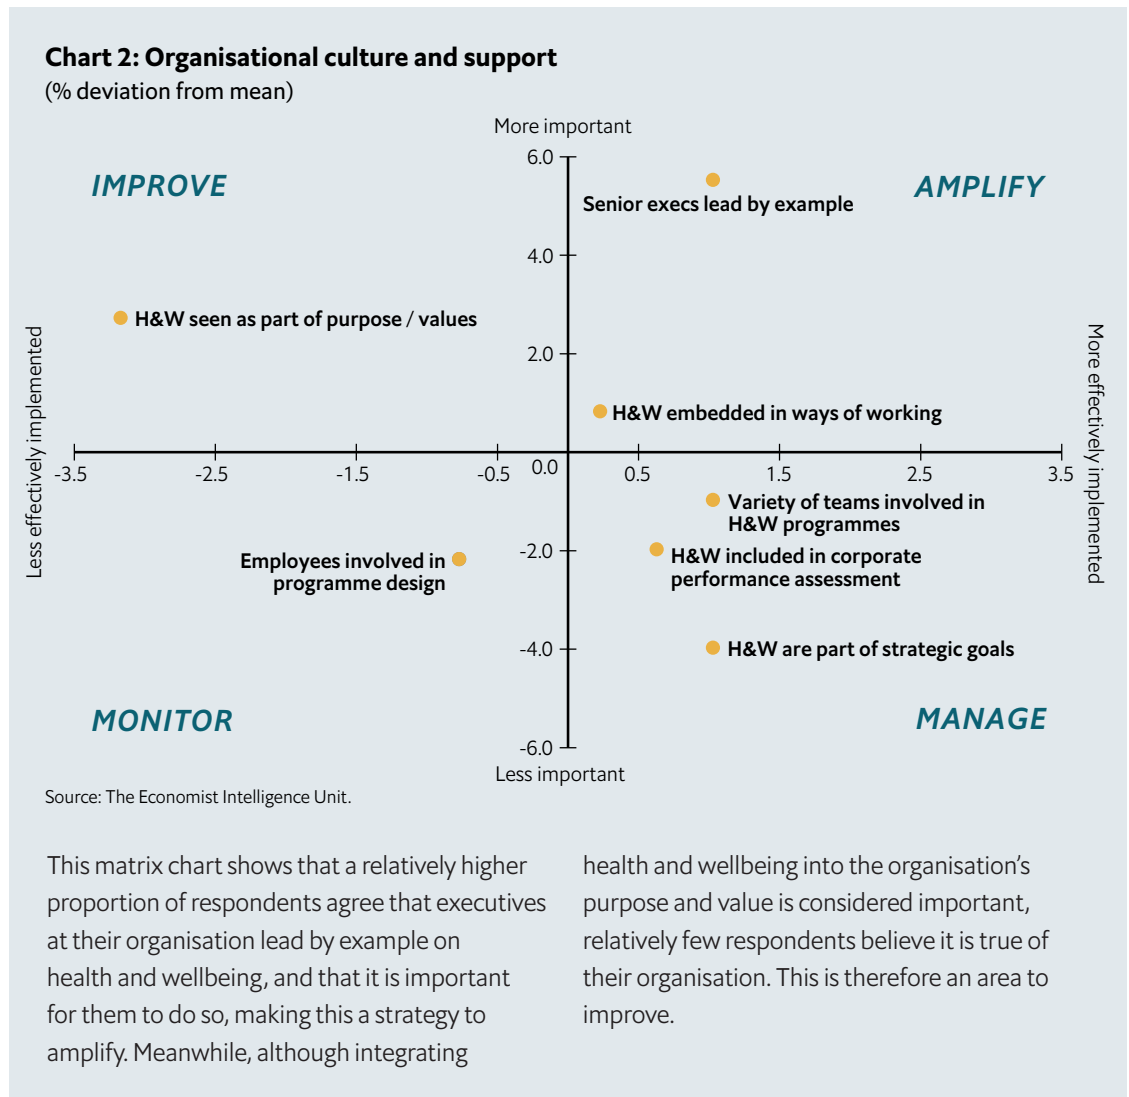 Chart 2: Organisational culture and support
(% deviation from mean)
More important
6.0
IMPROVE
AMPLIFY
Senior execs lead by example
4.0
H&W seen as part of purpose / values
2.0
H&W embedded in ways of working
Less effectively implemented
More effectively implemented
-3.5
-2.5
-1.5
-0.5
0.0
0.5
1.5
2.5
3.5
Variety of teams involved in
H&W programmes
-2.0
H&W included in corporate
performance assessment
Employees involved in
programme design
-4.0
H&W are part of strategic goals
MONITOR
MANAGE
-6.0
Less important
Source: The Economist Intelligence Unit.
This matrix chart shows that a relatively higher
proportion of respondents agree that executives
at their organisation lead by example on
health and wellbeing, and that it is important
for them to do so, making this a strategy to
amplify. Meanwhile, although integrating
health and wellbeing into the organisation’s
purpose and value is considered important,
relatively few respondents believe it is true of
their organisation. This is therefore an area to
improve.